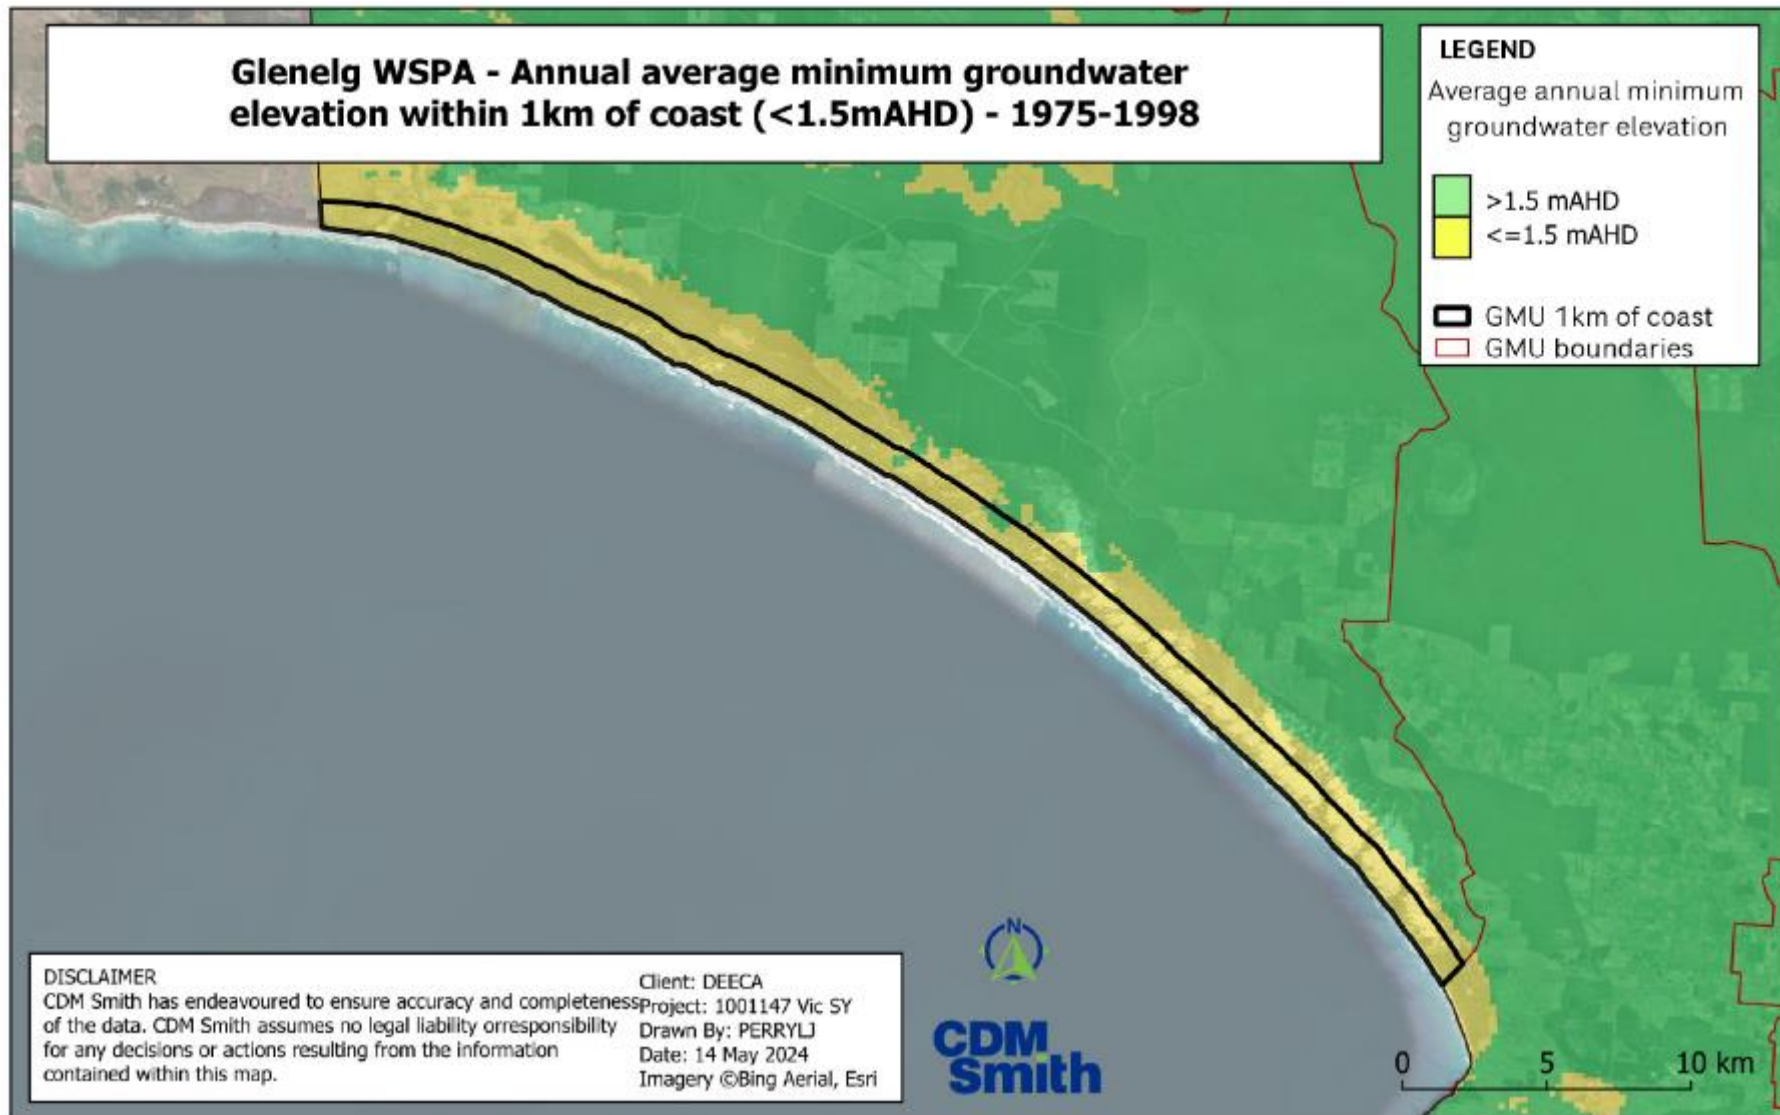 Glenelg WSPA - Annual average minimum groundwater
elevation within 1km of coast (<1.5mAHD) - 1975-1998
LEGEND
Average annual minimum
groundwater elevation
>1.5 mAHD
<=1.5 mAHD
GMU 1km of coast
GMU boundaries
DISCLAIMER
CDM Smith has endeavoured to ensure accuracy and completeness
of the data. CDM Smith assumes no legal liability orresponsibility
for any decisions or actions resulting from the information
contained within this map.
Client: DEECA
Project: 1001147 Vic SY
Drawn By: PERRYLJ
Date: 14 May 2024
Imagery ©Bing Aerial, Esri
N
CDM
Smith
0 5 10 km